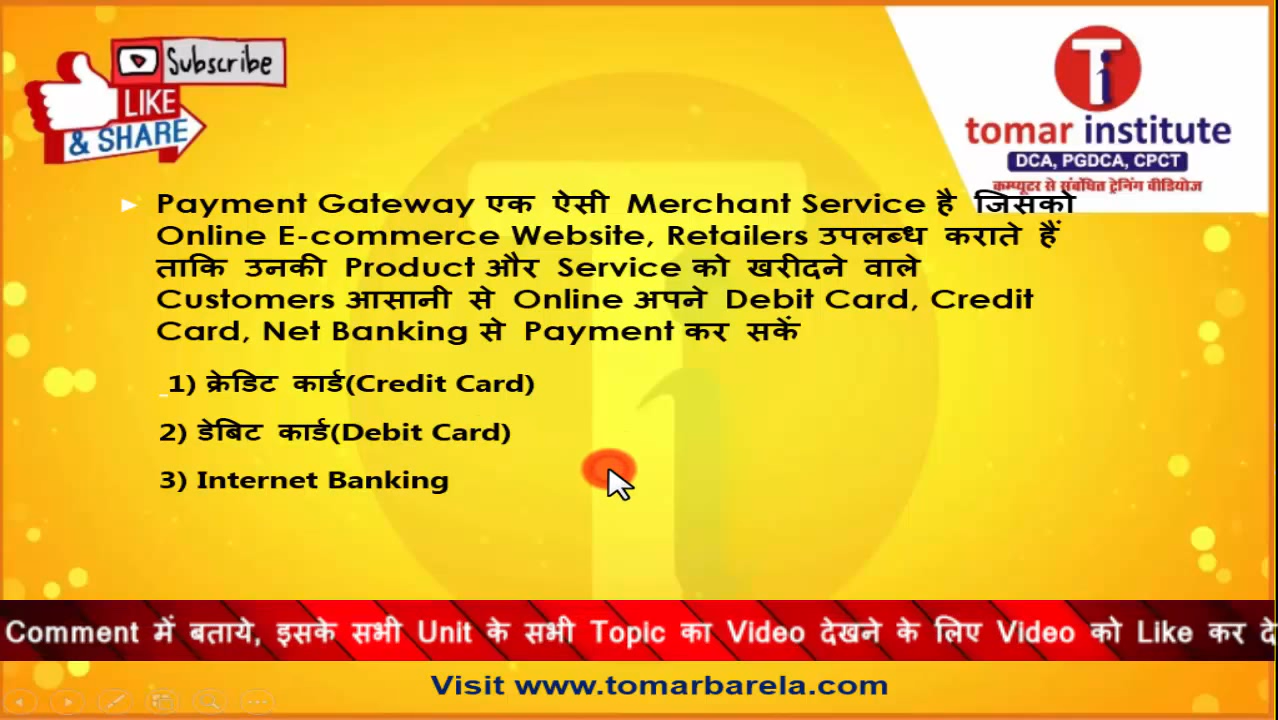 Subscribe
LIKE
& SHARE
Ti
tomar institute
DCA, PGDCA, CPCT
कम्प्यूटर से संबंधित ट्रेनिंग वीडियोज
Payment Gateway एक ऐसी Merchant Service है जिसको
Online E-commerce Website, Retailers उपलब्ध कराते हैं
ताकि उनकी Product और Service को खरीदने वाले
Customers आसानी से Online अपने Debit Card, Credit
Card, Net Banking से Payment कर सकें
1) क्रेडिट कार्ड(Credit Card)
2) डेबिट कार्ड(Debit Card)
3) Internet Banking
Comment में बताये, इसके सभी Unit के सभी Topic का Video देखने के लिए Video को Like कर दे
Visit www.tomarbarela.com